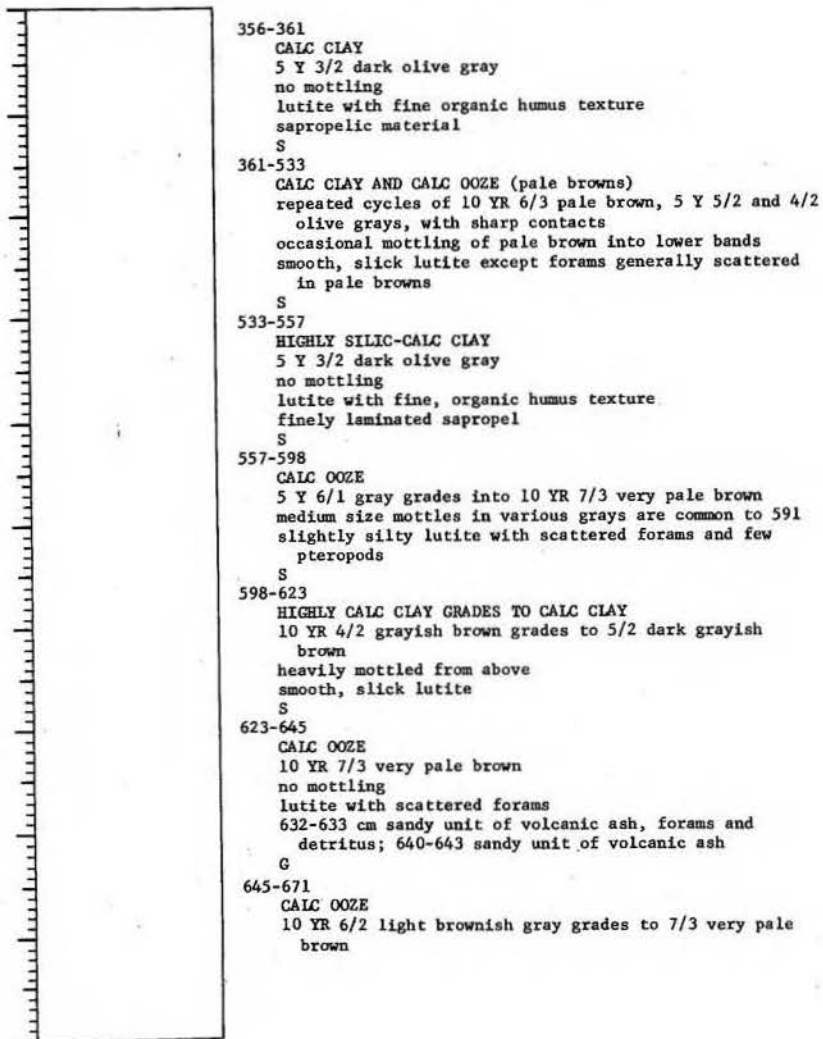 356-361
CALC CLAY
5 Y 3/2 dark olive gray
no mottling
lutite with fine organic humus texture
sapropelic material
S
361-533
CALC CLAY AND CALC OOZE (pale browns)
repeated cycles of 10 YR 6/3 pale brown, 5 Y 5/2 and 4/2
olive grays, with sharp contacts
occasional mottling of pale brown into lower bands
smooth, slick lutite except forams generally scattered
in pale browns
S
533-557
HIGHLY SILIC-CALC CLAY
5 Y 3/2 dark olive gray
no mottling
lutite with fine, organic humus texture
finely laminated sapropel
S
557-598
CALC OOZE
5 Y 6/1 gray grades into 10 YR 7/3 very pale brown
medium size mottles in various grays are common to 591
slightly silty lutite with scattered forams and few
pteropods
S
598-623
HIGHLY CALC CLAY GRADES TO CALC CLAY
10 YR 4/2 grayish brown grades to 5/2 dark grayish
brown
heavily mottled from above
smooth, slick lutite
S
623-645
CALC OOZE
10 YR 7/3 very pale brown
no mottling
lutite with scattered forams
632-633 cm sandy unit of volcanic ash, forams and
detritus; 640-643 sandy unit of volcanic ash
G
645-671
CALC OOZE
10 YR 6/2 light brownish gray grades to 7/3 very pale
brown